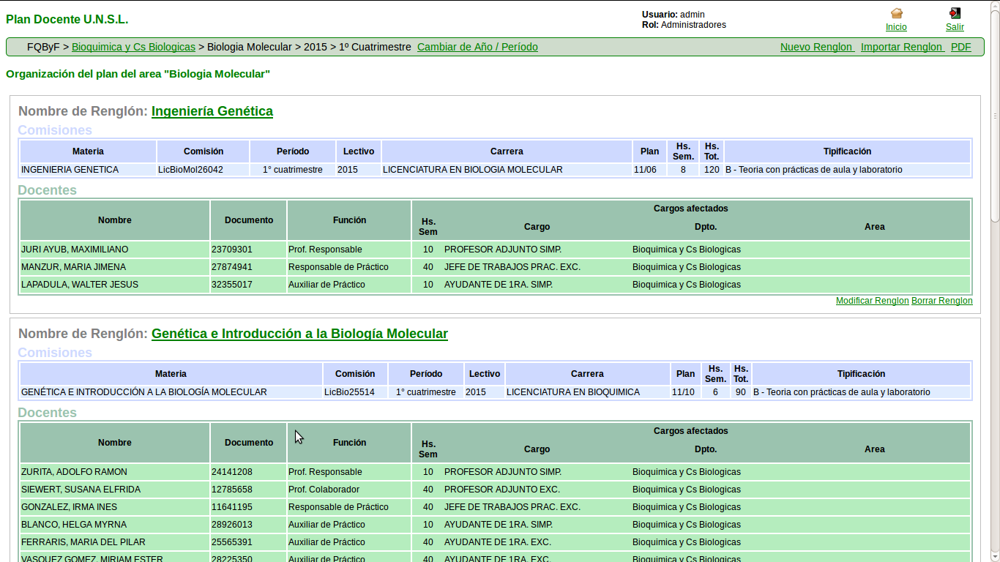 Plan Docente U.N.S.L.
Usuario: admin
Rol: Administradores
Inicio
Salir
FQByF > Bioquimica y Cs Biologicas > Biologia Molecular > 2015 > 1º Cuatrimestre Cambiar de Año / Período
Nuevo Renglon Importar Renglon PDF
Organización del plan del area "Biologia Molecular"
Nombre de Renglón: Ingeniería Genética
Comisiones
Materia Comisión Período Lectivo Carrera Plan Hs. Sem. Hs. Tot. Tipificación
INGENIERIA GENETICA LicBioMol26042 1° cuatrimestre 2015 LICENCIATURA EN BIOLOGIA MOLECULAR 11/06 8 120 B - Teoria con prácticas de aula y laboratorio
Docentes
Nombre Documento Función Cargos afectados
Hs. Sem Cargo Dpto. Area
JURI AYUB, MAXIMILIANO 23709301 Prof. Responsable 10 PROFESOR ADJUNTO SIMP. Bioquimica y Cs Biologicas
MANZUR, MARIA JIMENA 27874941 Responsable de Práctico 40 JEFE DE TRABAJOS PRAC. EXC. Bioquimica y Cs Biologicas
LAPADULA, WALTER JESUS 32355017 Auxiliar de Práctico 10 AYUDANTE DE 1RA. SIMP. Bioquimica y Cs Biologicas
Modificar Renglon Borrar Renglon
Nombre de Renglón: Genética e Introducción a la Biología Molecular
Comisiones
Materia Comisión Período Lectivo Carrera Plan Hs. Sem. Hs. Tot. Tipificación
GENÉTICA E INTRODUCCIÓN A LA BIOLOGÍA MOLECULAR LicBio25514 1° cuatrimestre 2015 LICENCIATURA EN BIOQUIMICA 11/10 6 90 B - Teoria con prácticas de aula y laboratorio
Docentes
Nombre Documento Función Cargos afectados
Hs. Sem Cargo Dpto. Area
ZURITA, ADOLFO RAMON 24141208 Prof. Responsable 10 PROFESOR ADJUNTO SIMP. Bioquimica y Cs Biologicas
SIEWERT, SUSANA ELFRIDA 12785658 Prof. Colaborador 40 PROFESOR ADJUNTO EXC. Bioquimica y Cs Biologicas
GONZALEZ, IRMA INES 11641195 Responsable de Práctico 40 JEFE DE TRABAJOS PRAC. EXC. Bioquimica y Cs Biologicas
BLANCO, HELGA MYRNA 28926013 Auxiliar de Práctico 10 AYUDANTE DE 1RA. SIMP. Bioquimica y Cs Biologicas
FERRARIS, MARIA DEL PILAR 25565391 Auxiliar de Práctico 40 AYUDANTE DE 1RA. EXC. Bioquimica y Cs Biologicas
VASQUEZ GOMEZ, MIRIAM ESTER 28225350 Auxiliar de Práctico 40 AYUDANTE DE 1RA. EXC. Bioquimica y Cs Biologicas